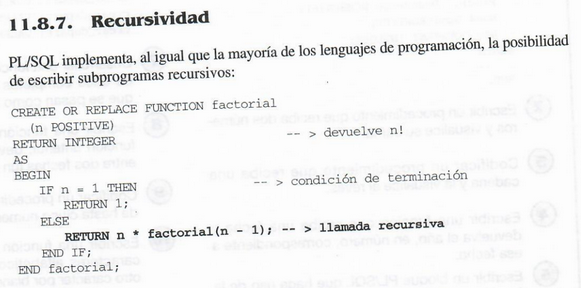 11.8.7. Recursividad
PL/SQL implementa, al igual que la mayoría de los lenguajes de programación, la posibilidad
de escribir subprogramas recursivos:
CREATE OR REPLACE FUNCTION factorial
(n POSITIVE) -- > devuelve n!
RETURN INTEGER
AS
BEGIN
IF n = 1 THEN -- > condición de terminación
RETURN 1;
ELSE
RETURN n * factorial(n - 1); -- > llamada recursiva
END IF;
END factorial;